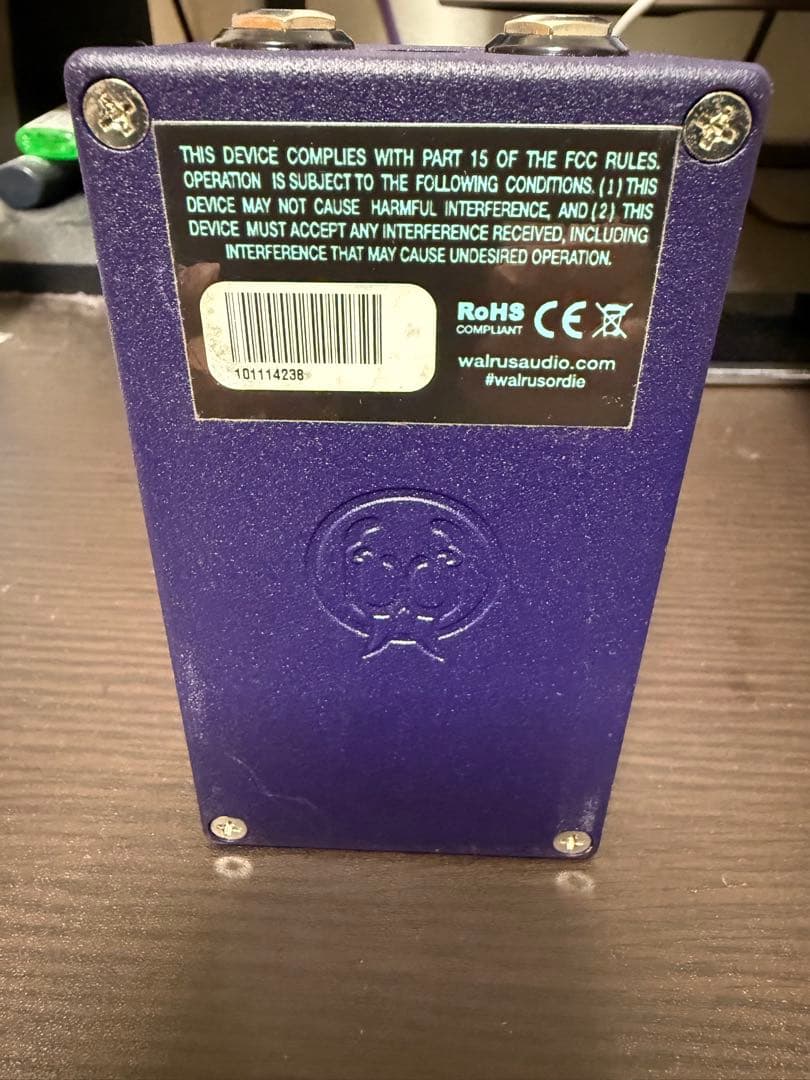 THIS DEVICE COMPLIES WITH PART 15 OF THE FCC RULES.
OPERATION IS SUBJECT TO THE FOLLOWING CONDITIONS. (1) THIS
DEVICE MAY NOT CAUSE HARMFUL INTERFERENCE, AND (2) THIS
DEVICE MUST ACCEPT ANY INTERFERENCE RECEIVED, INCLUDING
INTERFERENCE THAT MAY CAUSE UNDESIRED OPERATION.
101114238
RoHS
COMPLIANT
CE
walrusaudio.com
#walrusordie